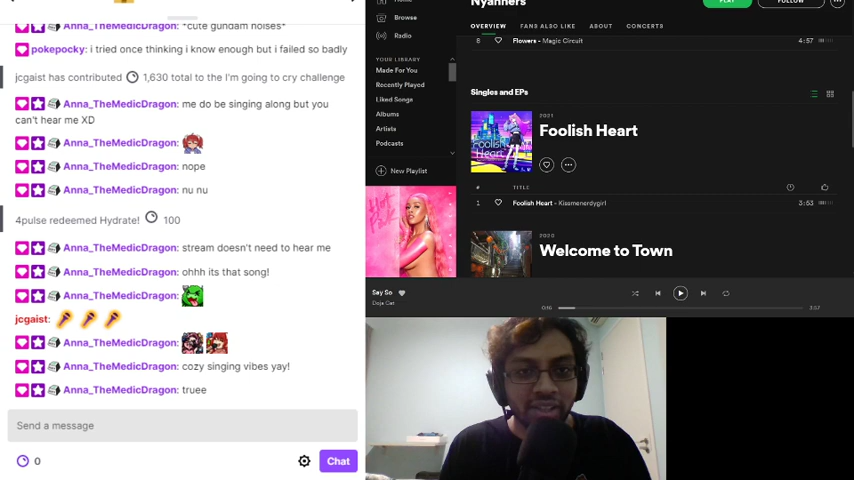 *cute gundam noises*
pokepocky: i tried once thinking i know enough but i failed so badly
jcgaist has contributed 1,630 total to the I'm going to cry challenge
Anna_TheMedicDragon: me do be singing along but you
can't hear me XD
Anna_TheMedicDragon:
Anna_TheMedicDragon: nope
Anna_TheMedicDragon: nu nu
4pulse redeemed Hydrate! 100
Anna_TheMedicDragon: stream doesn't need to hear me
Anna_TheMedicDragon: ohhh its that song!
Anna_TheMedicDragon:
jcgaist:
Anna_TheMedicDragon:
Anna_TheMedicDragon: cozy singing vibes yay!
Anna_TheMedicDragon: truee
Send a message
0
Chat
Browse
Radio
YOUR LIBRARY
Made For You
Recently Played
Liked Songs
Albums
Artists
Podcasts
New Playlist
Hot Pink
Nyanners
PLAY
FOLLOW
OVERVIEW FANS ALSO LIKE ABOUT CONCERTS
8 Flowers - Magic Circuit 4:57
Singles and EPs
Foolish Heart
2021
Foolish Heart
# TITLE
1 Foolish Heart - Kissmenerdygirl 3:53
2020
Welcome to Town
Say So
Doja Cat